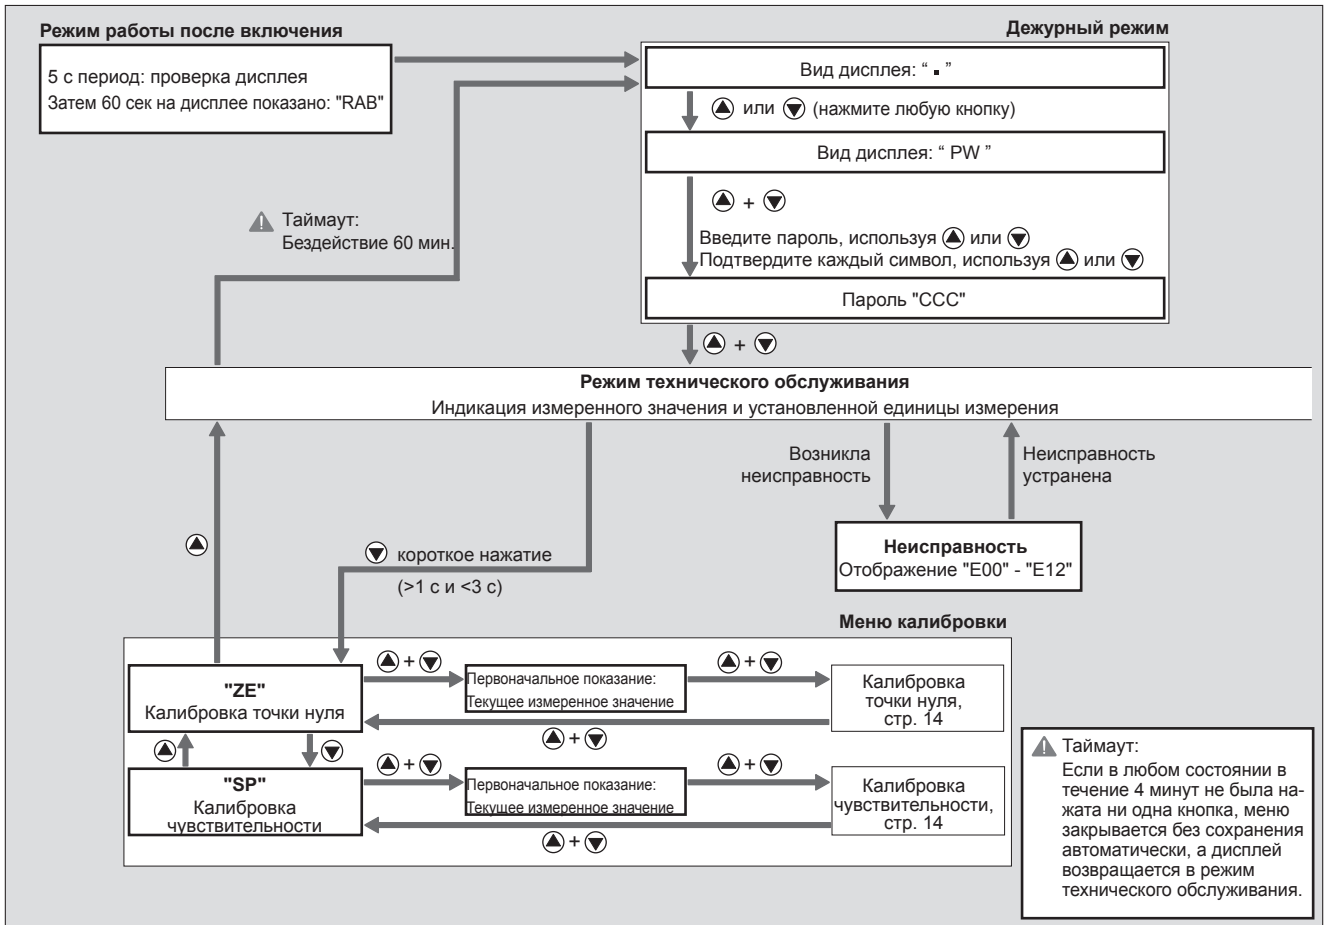 Режим работы после включения
5 с период: проверка дисплея
Затем 60 сек на дисплее показано: "RAB"
Дежурный режим
Вид дисплея: “ ▪ ”
или (нажмите любую кнопку)
Вид дисплея: “ PW ”
+
Введите пароль, используя или
Подтвердите каждый символ, используя или
Пароль "CCC"
+
Таймаут:
Бездействие 60 мин.
Режим технического обслуживания
Индикация измеренного значения и установленной единицы измерения
Возникла
неисправность
Неисправность
устранена
Неисправность
Отображение "E00" - "E12"
короткое нажатие
(>1 с и <3 с)
Меню калибровки
"ZE"
Калибровка точки нуля
+
Первоначальное показание:
Текущее измеренное значение
+
Калибровка
точки нуля,
стр. 14
+
"SP"
Калибровка
чувствительности
+
Первоначальное показание:
Текущее измеренное значение
+
Калибровка
чувствительности,
стр. 14
+
Таймаут:
Если в любом состоянии в
течение 4 минут не была на-
жата ни одна кнопка, меню
закрывается без сохранения
автоматически, а дисплей
возвращается в режим
технического обслуживания.